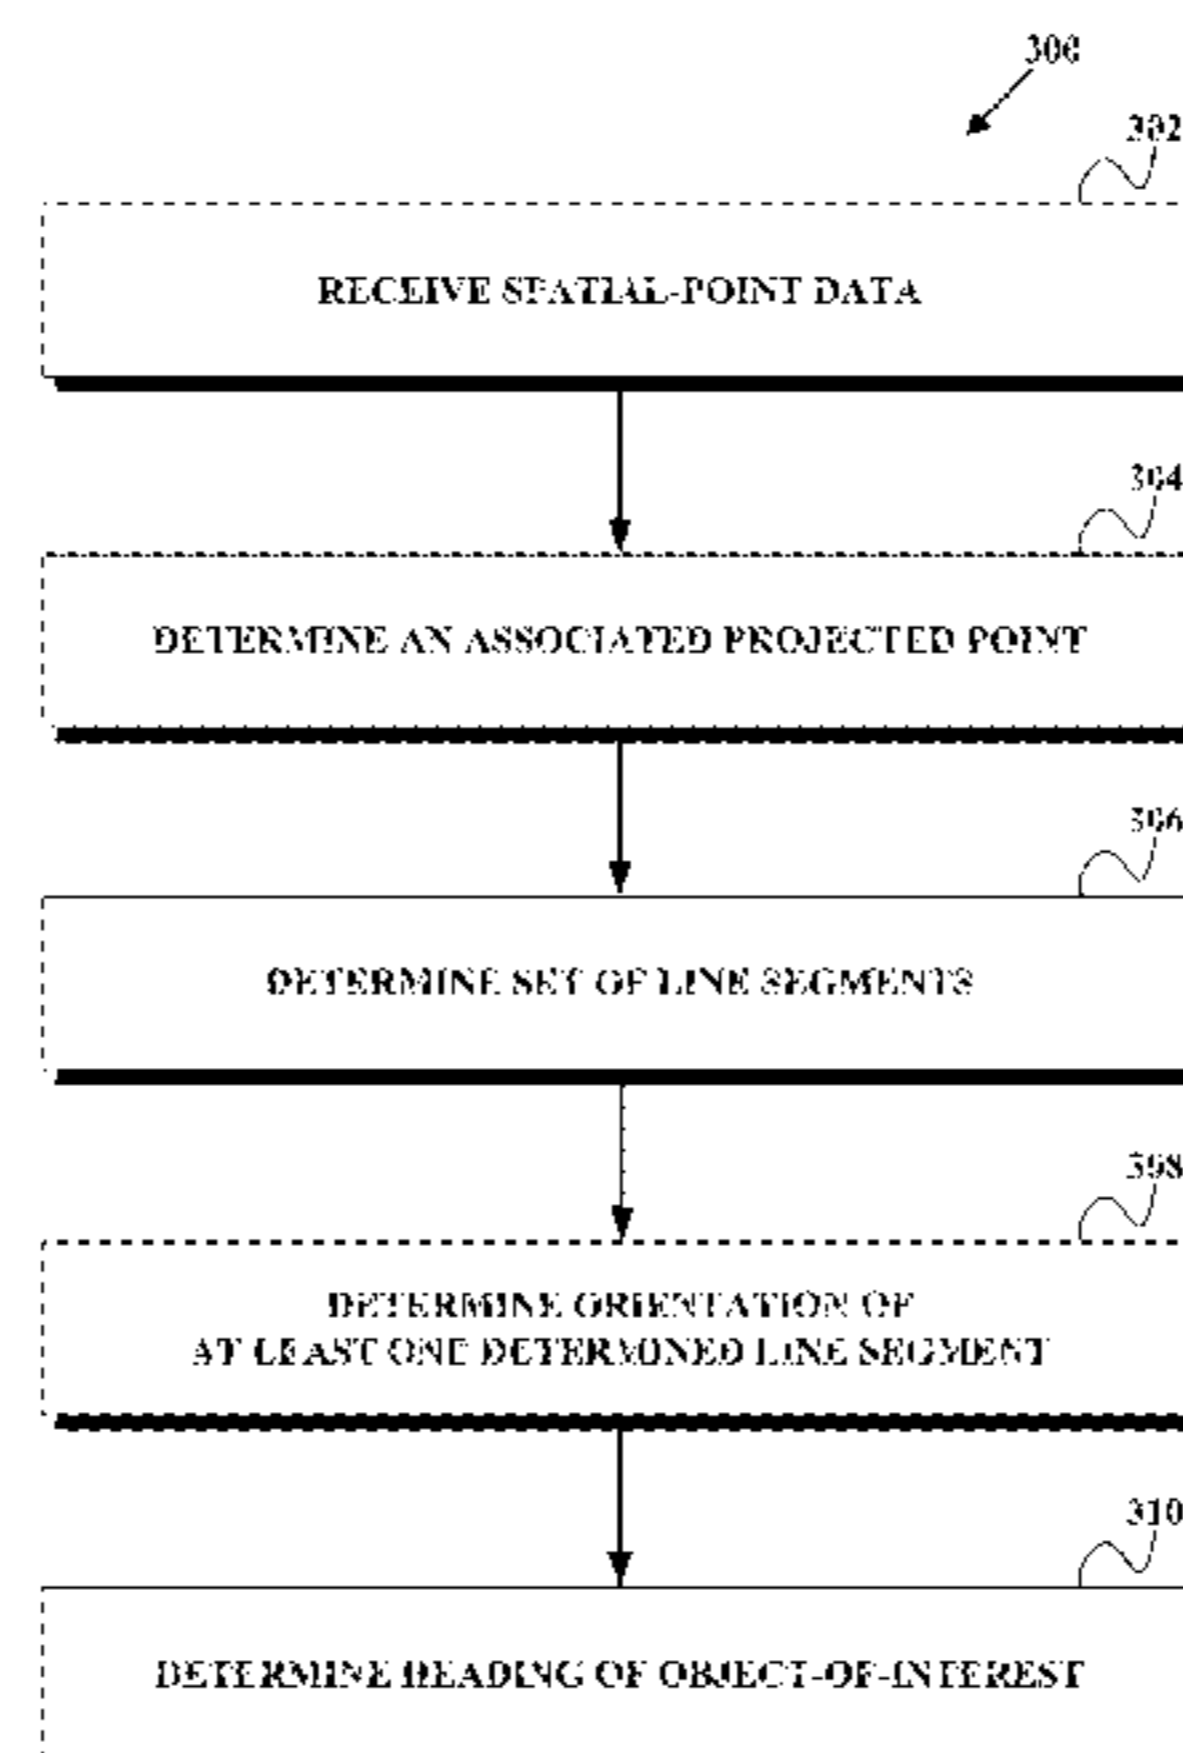 300
302
RECEIVE SPATIAL-POINT DATA
304
DETERMINE AN ASSOCIATED PROJECTED POINT
306
DETERMINE SET OF LINE SEGMENTS
308
DETERMINE ORIENTATION OF
AT LEAST ONE DETERMINED LINE SEGMENT
310
DETERMINE HEADING OF OBJECT-OF-INTEREST